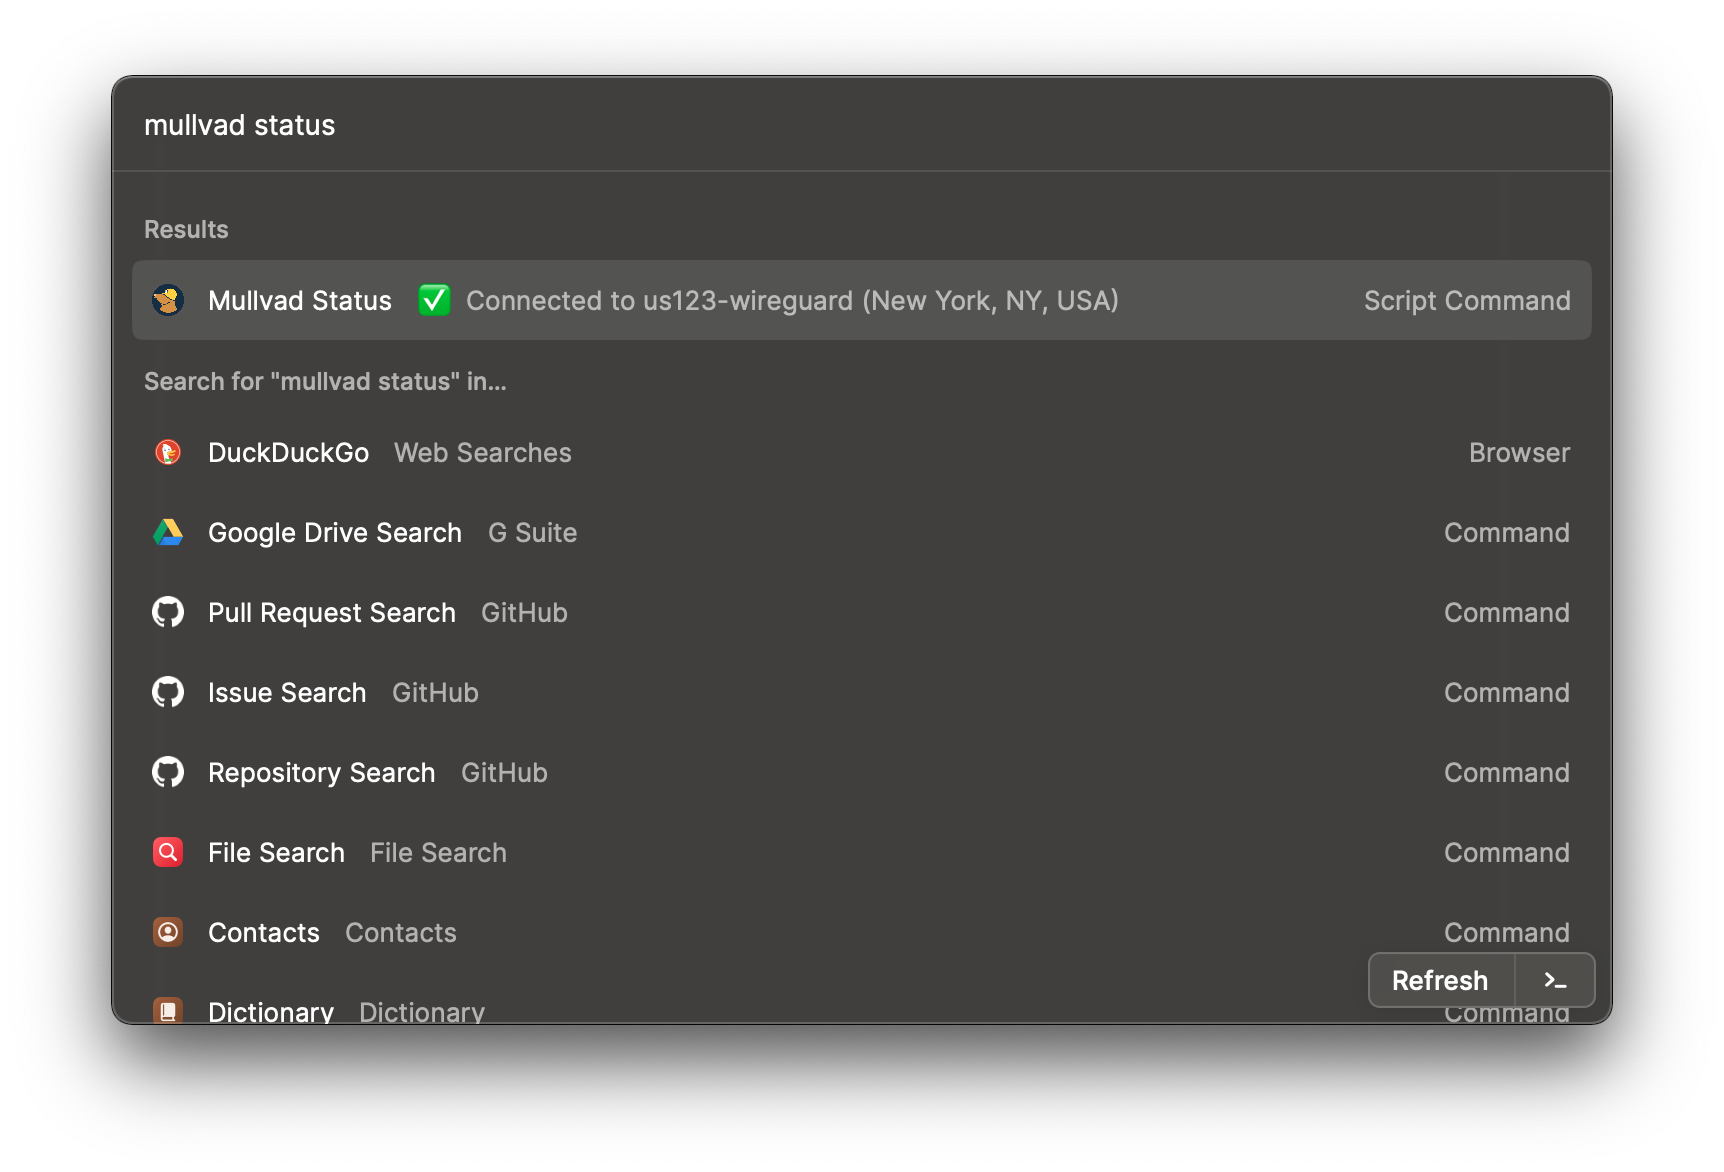 mullvad status
Results
Mullvad Status ✅ Connected to us123-wireguard (New York, NY, USA) Script Command
Search for "mullvad status" in...
DuckDuckGo Web Searches Browser
Google Drive Search G Suite Command
Pull Request Search GitHub Command
Issue Search GitHub Command
Repository Search GitHub Command
File Search File Search Command
Contacts Contacts Command
Refresh >_
Dictionary Dictionary Command